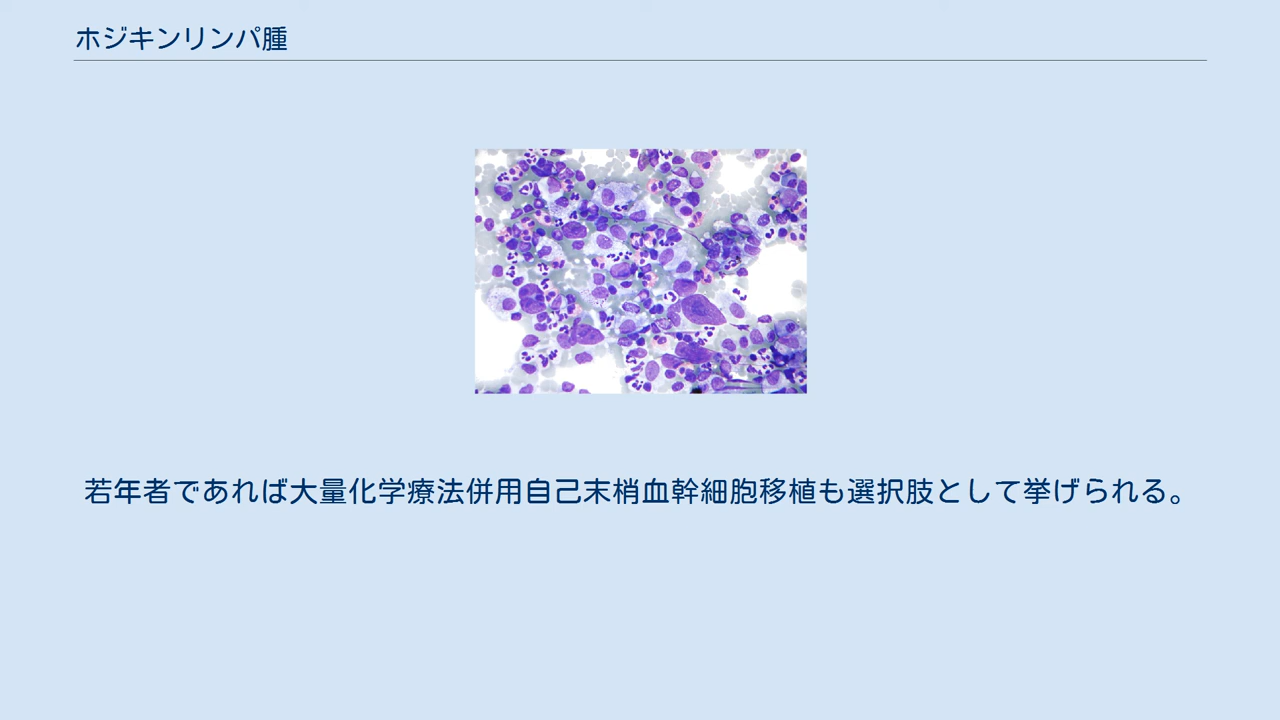 ホジキンリンパ腫
若年者であれば大量化学療法併用自己末梢血幹細胞移植も選択肢として挙げられる。